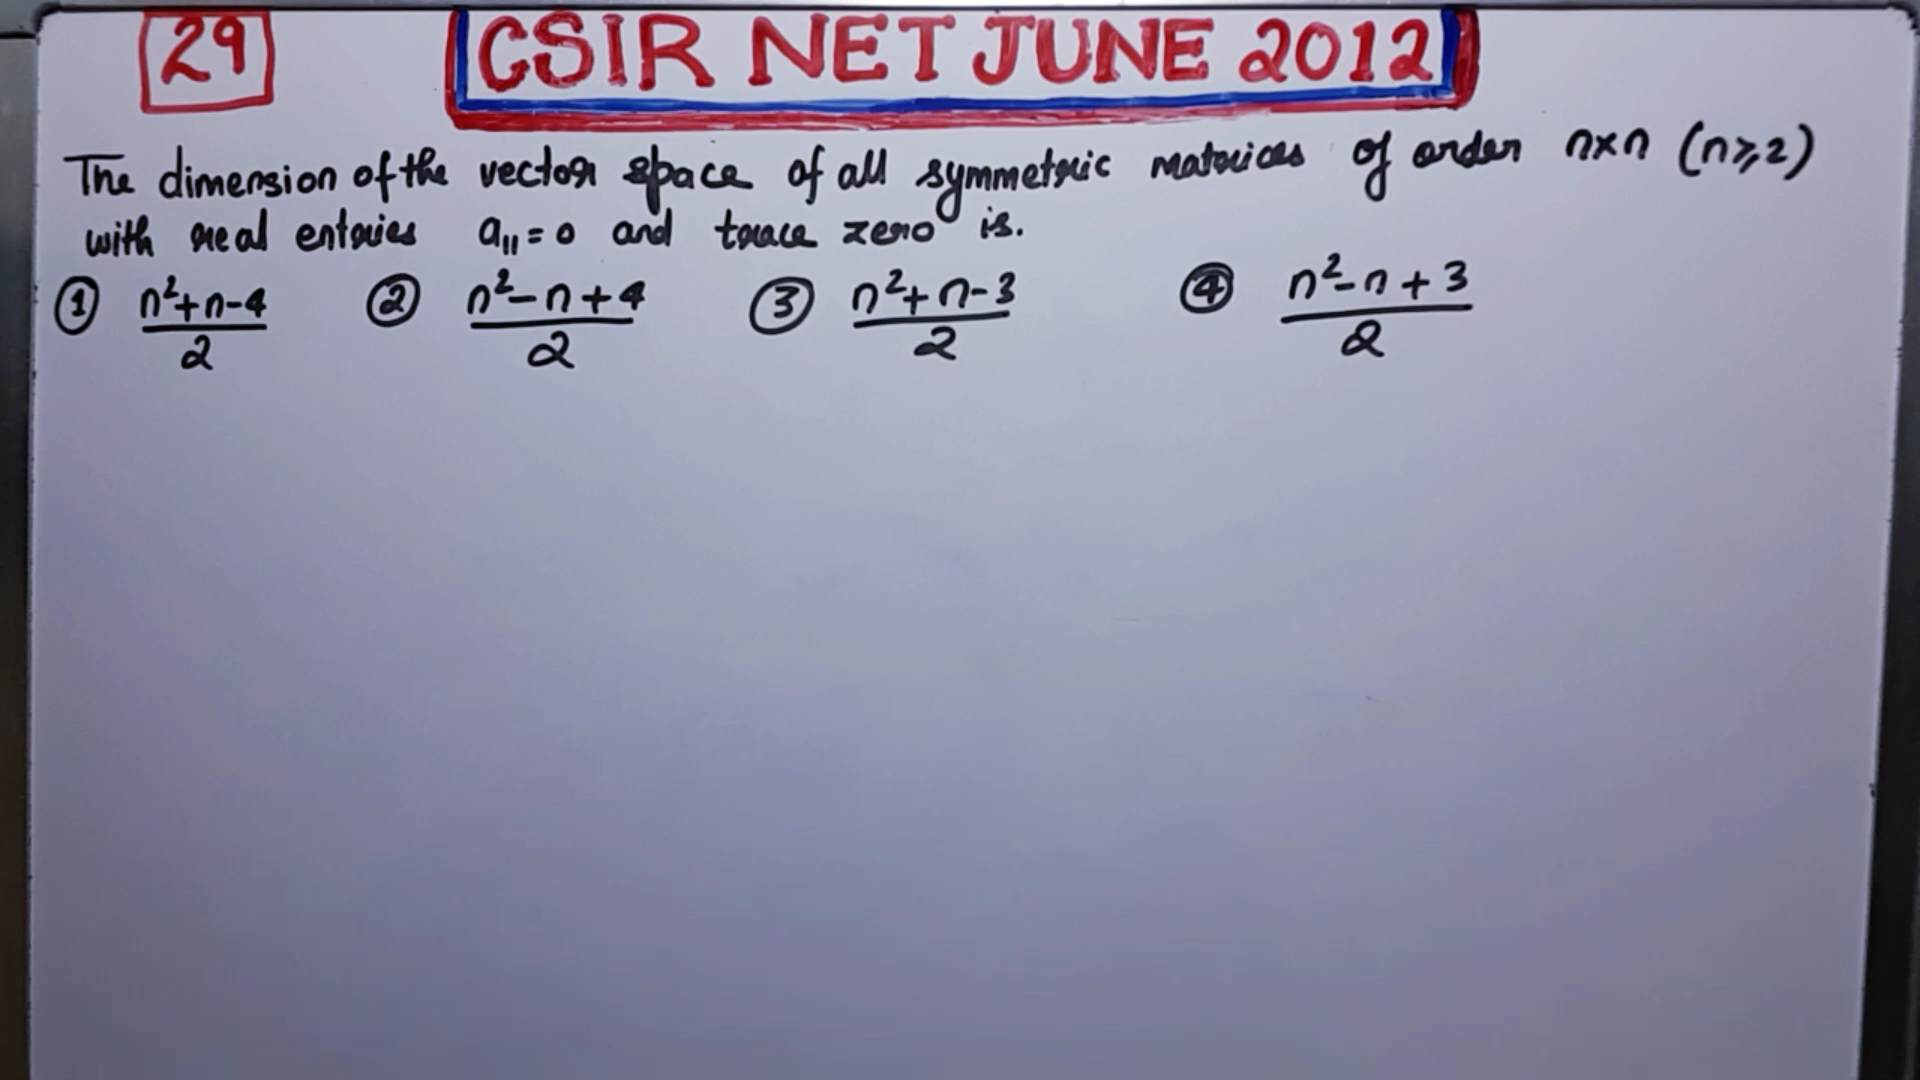 29
CSIR NET JUNE 2012
The dimension of the vector space of all symmetric matrices of order n×n (n≥2)
with real entries a₁₁=0 and trace zero is.
① n²+n-4/2 ② n²-n+4/2 ③ n²+n-3/2 ④ n²-n+3/2